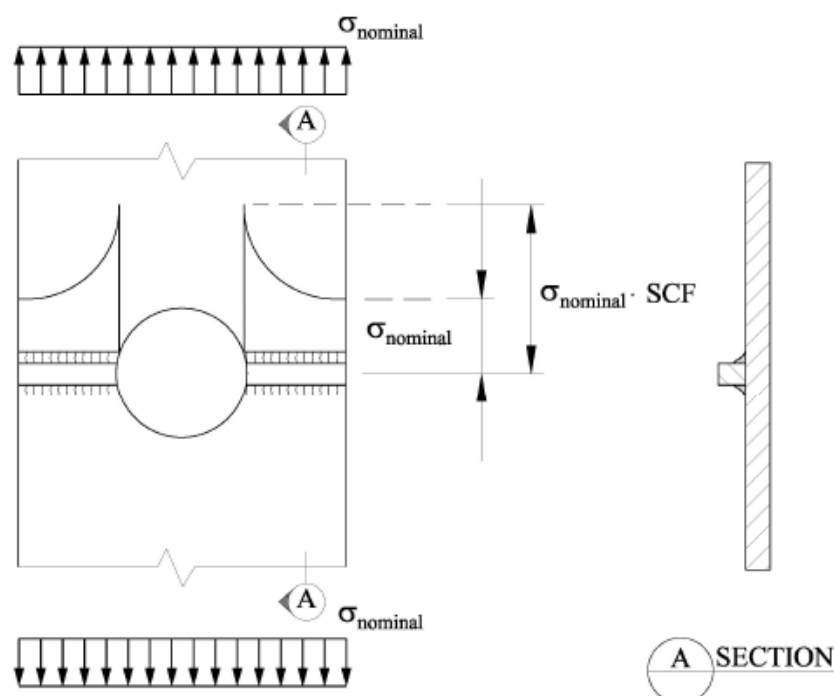 σnominal
A
σnominal · SCF
σnominal
A
σnominal
A SECTION